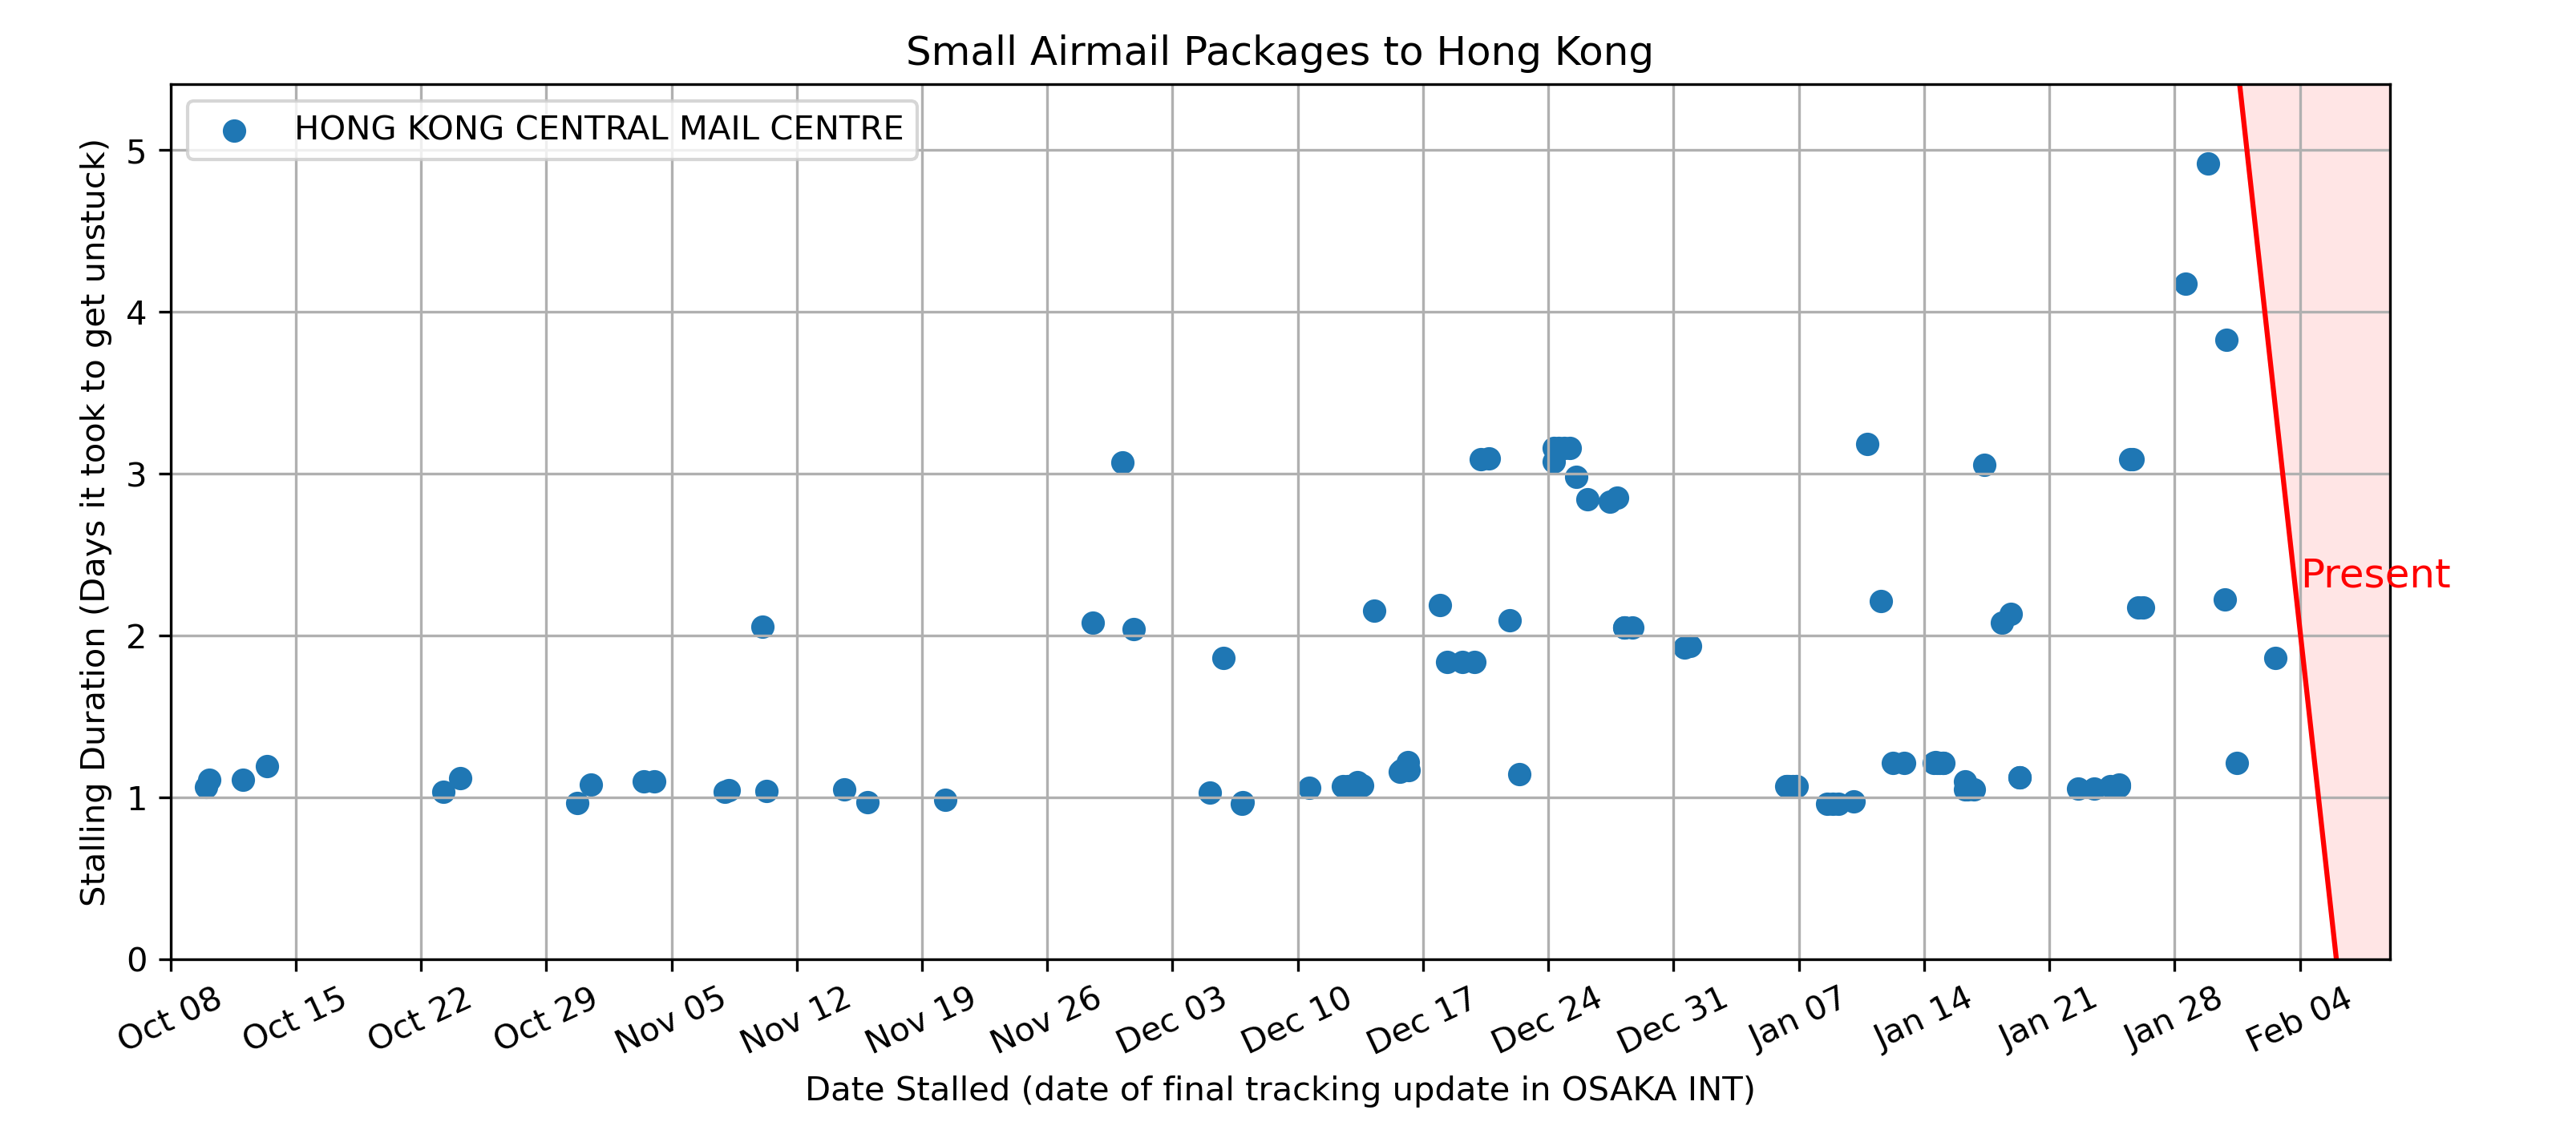 Small Airmail Packages to Hong Kong
HONG KONG CENTRAL MAIL CENTRE
Stalling Duration (Days it took to get unstuck)
5
4
3
2
1
0
Present
Oct 08
Oct 15
Oct 22
Oct 29
Nov 05
Nov 12
Nov 19
Nov 26
Dec 03
Dec 10
Dec 17
Dec 24
Dec 31
Jan 07
Jan 14
Jan 21
Jan 28
Feb 04
Date Stalled (date of final tracking update in OSAKA INT)